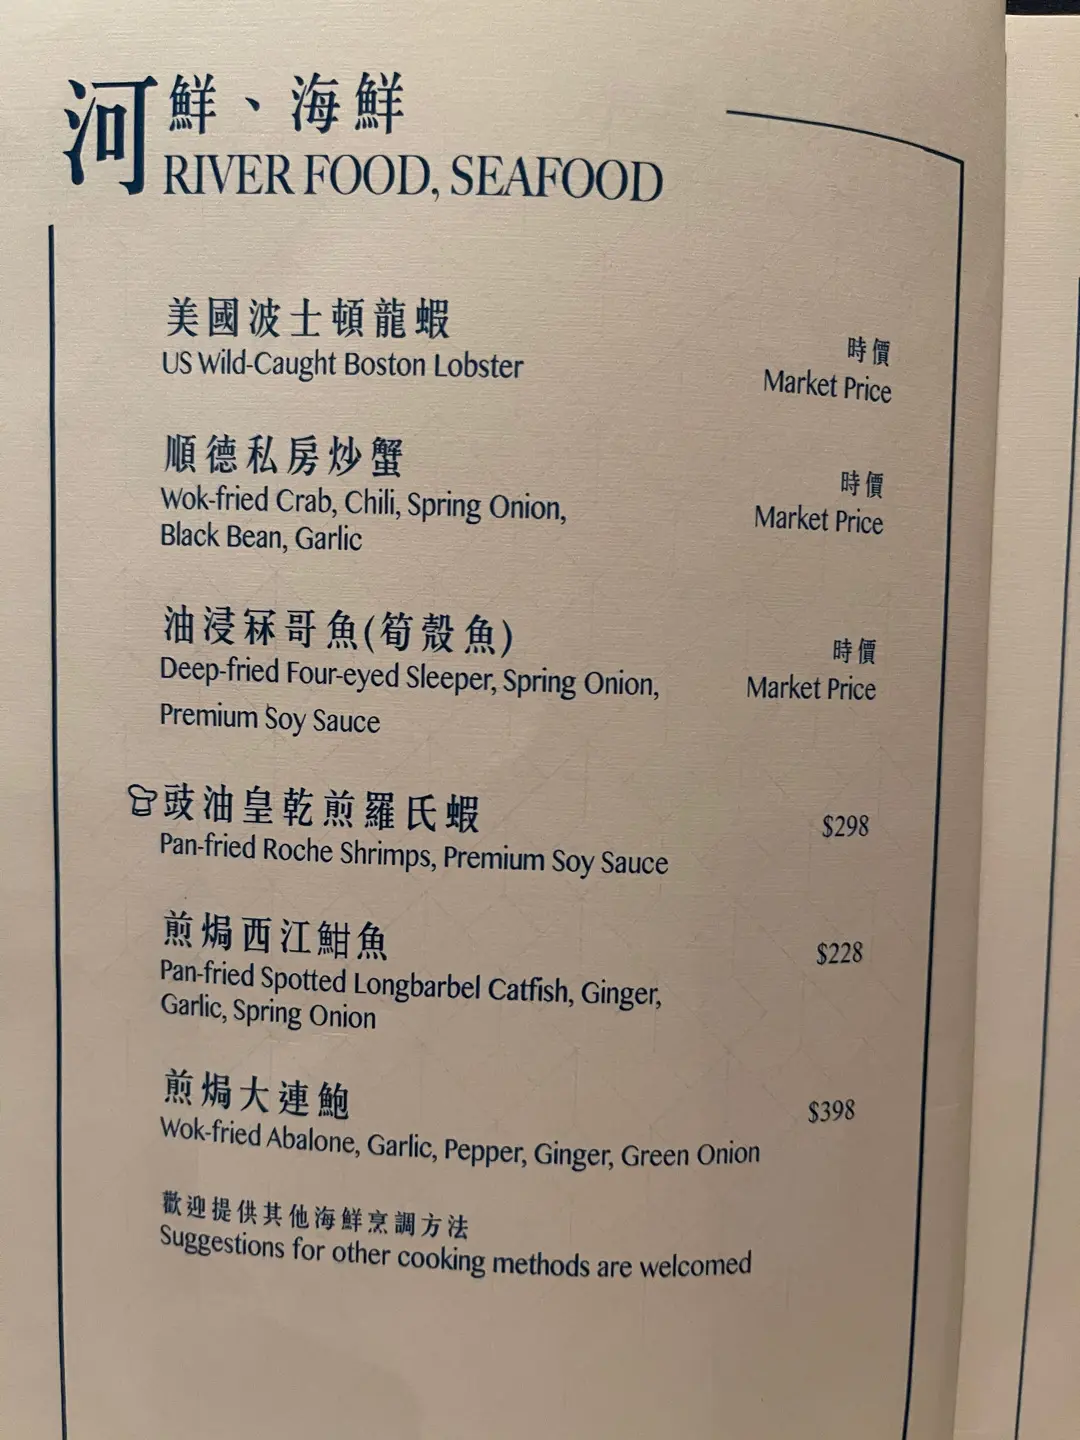 河鮮、海鮮
RIVER FOOD, SEAFOOD
美國波士頓龍蝦
US Wild-Caught Boston Lobster
時價
Market Price
順德私房炒蟹
Wok-fried Crab, Chili, Spring Onion,
Black Bean, Garlic
時價
Market Price
油浸冧哥魚(筍殼魚)
Deep-fried Four-eyed Sleeper, Spring Onion,
Premium Soy Sauce
時價
Market Price
豉油皇乾煎羅氏蝦
Pan-fried Roche Shrimps, Premium Soy Sauce
$298
煎焗西江魽魚
Pan-fried Spotted Longbarbel Catfish, Ginger,
Garlic, Spring Onion
$228
煎焗大連鮑
Wok-fried Abalone, Garlic, Pepper, Ginger, Green Onion
$398
歡迎提供其他海鮮烹調方法
Suggestions for other cooking methods are welcomed